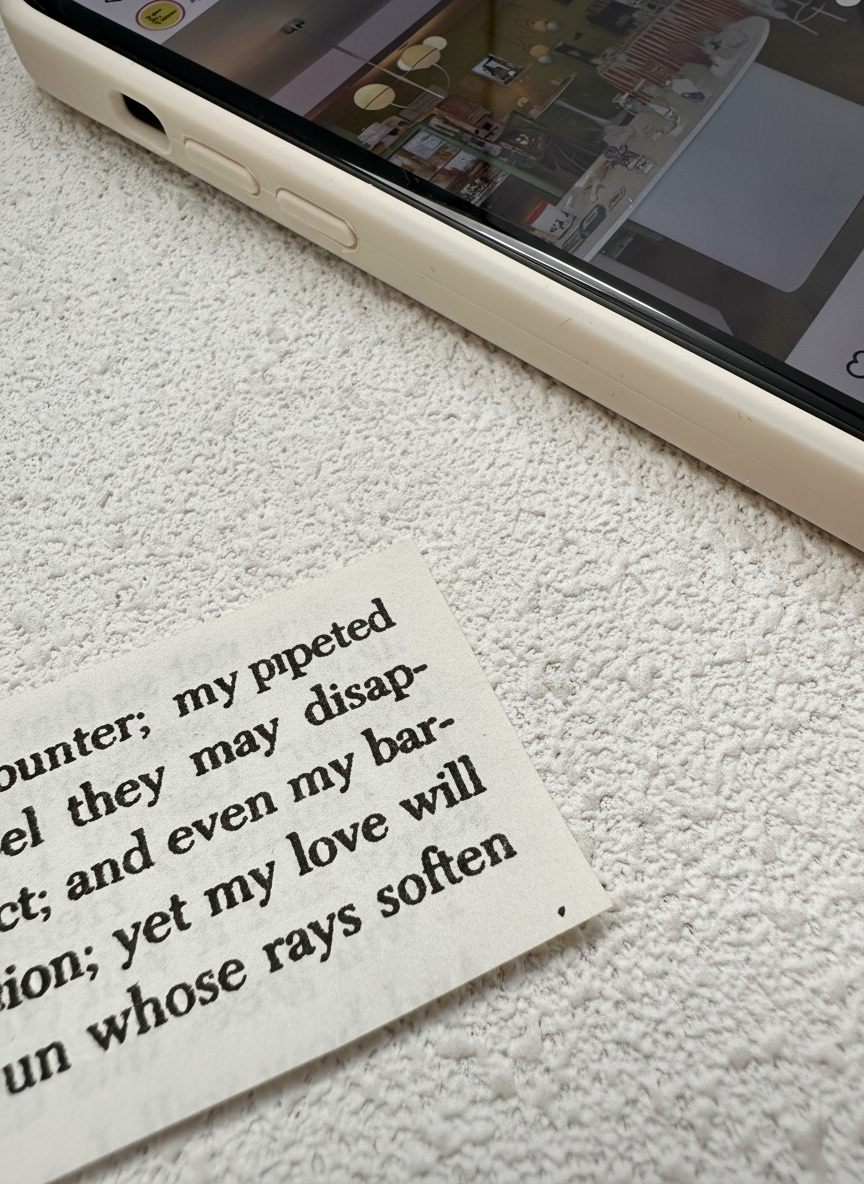 ounter; my pipeted
el they may disap-
ct; and even my bar-
tion; yet my love will
un whose rays soften